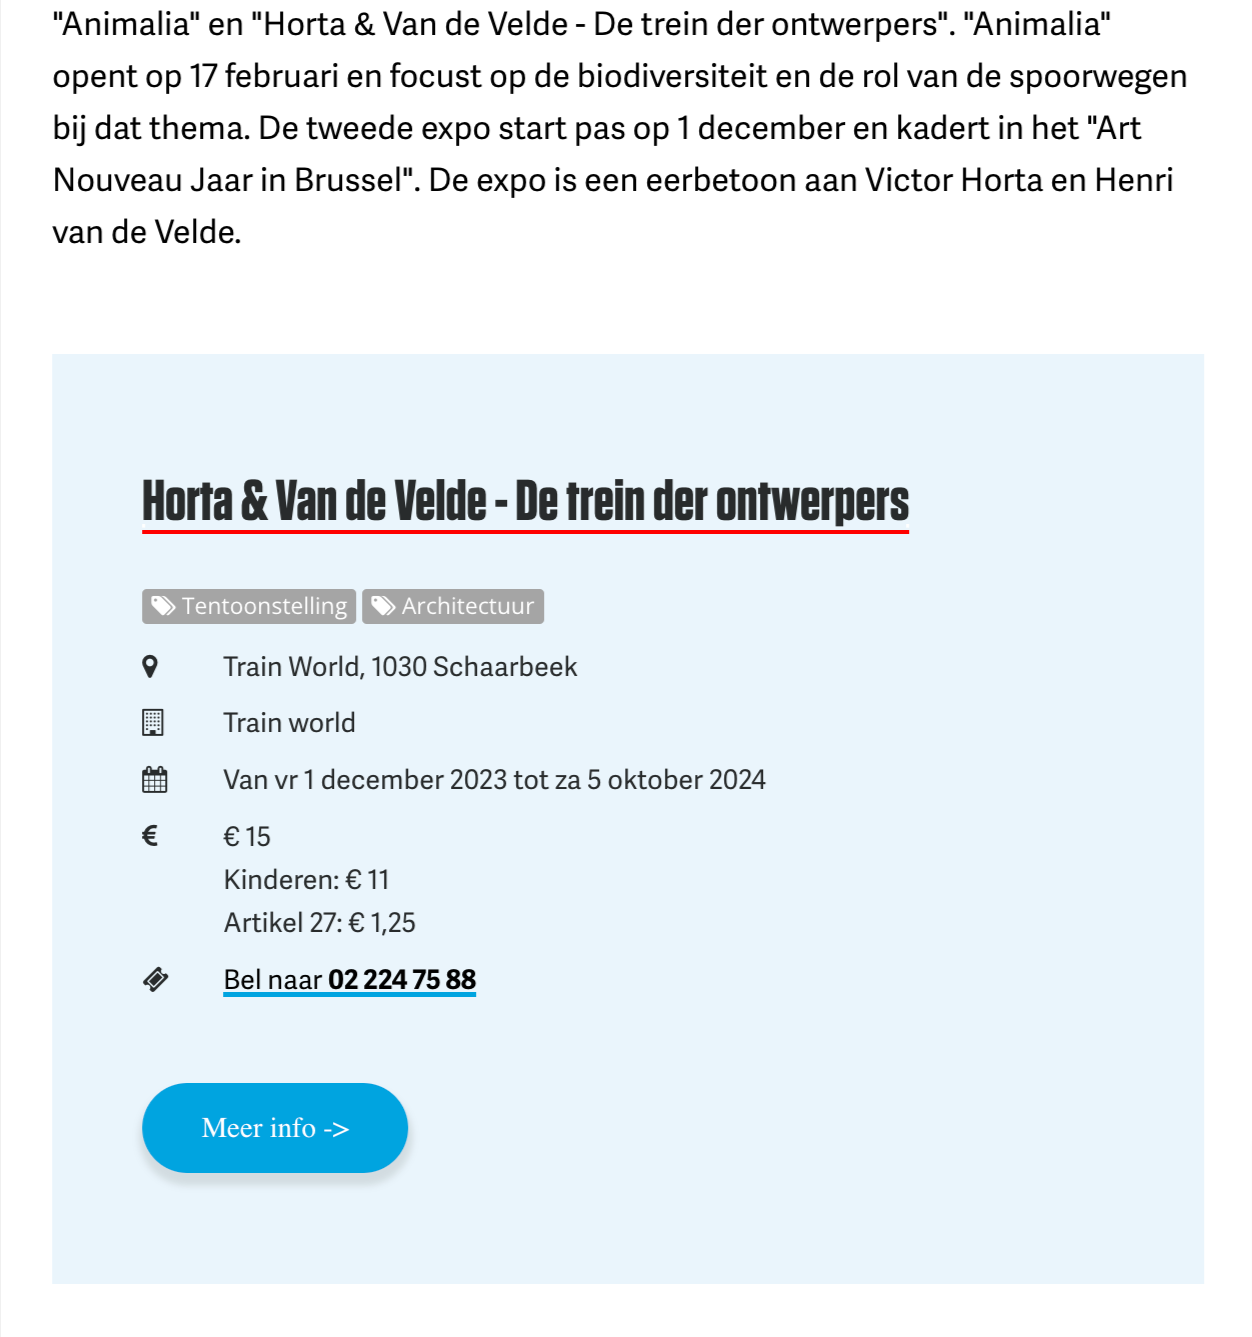 "Animalia" en "Horta & Van de Velde - De trein der ontwerpers". "Animalia"
opent op 17 februari en focust op de biodiversiteit en de rol van de spoorwegen
bij dat thema. De tweede expo start pas op 1 december en kadert in het "Art
Nouveau Jaar in Brussel". De expo is een eerbetoon aan Victor Horta en Henri
van de Velde.
Horta & Van de Velde - De trein der ontwerpers
Tentoonstelling Architectuur
Train World, 1030 Schaarbeek
Train world
Van vr 1 december 2023 tot za 5 oktober 2024
€ € 15
Kinderen: € 11
Artikel 27: € 1,25
Bel naar 02 224 75 88
Meer info ->